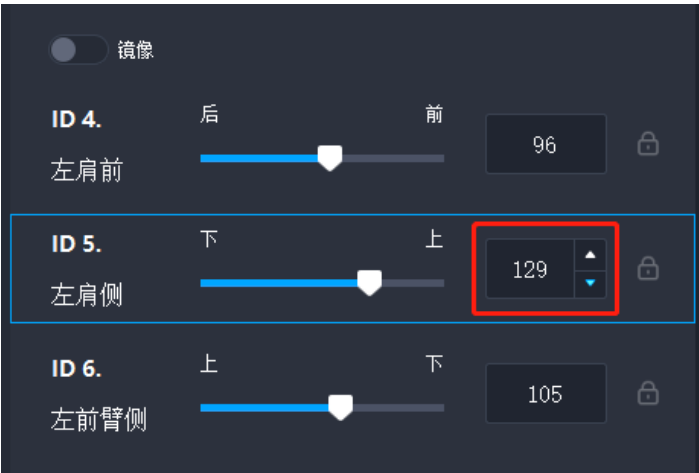 镜像
ID 4.
后 前
96
左肩前
ID 5.
下 上
129
左肩侧
ID 6.
上 下
105
左前臂侧